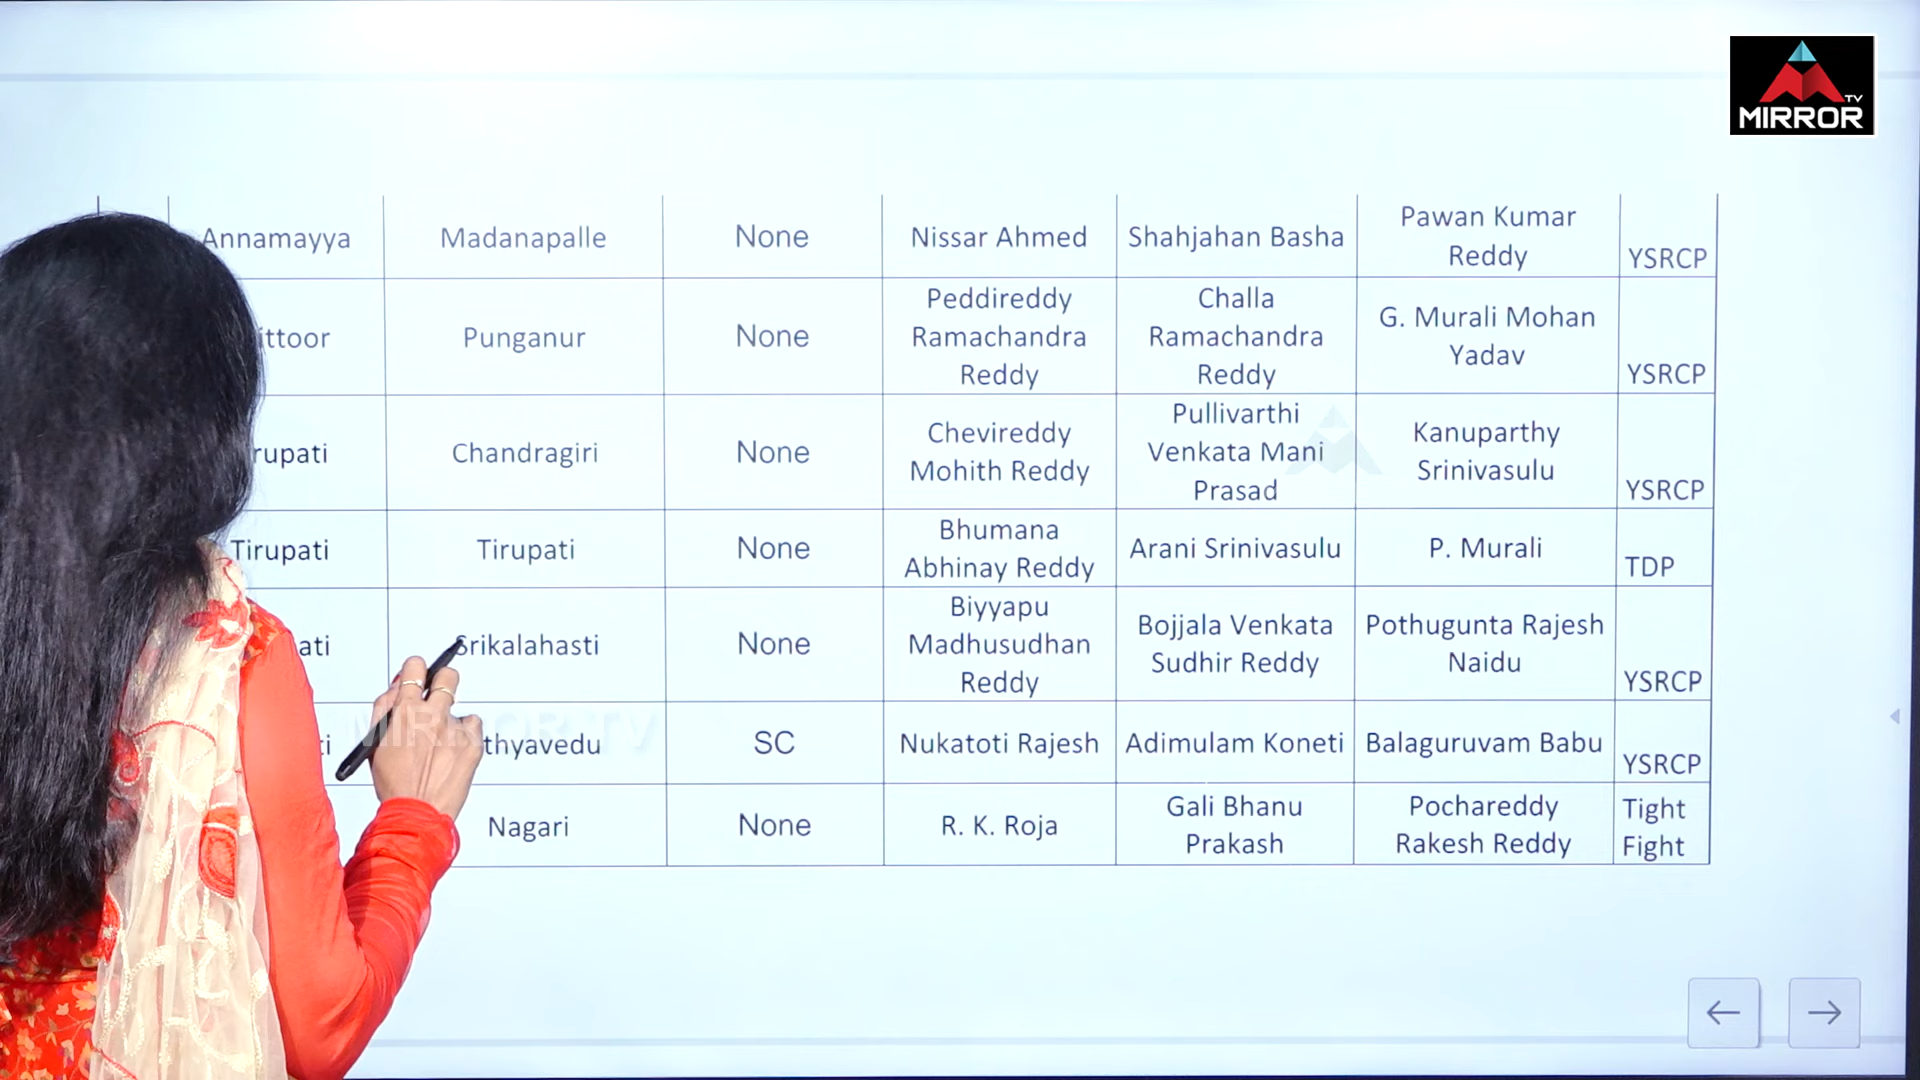 TV
MIRROR
Annamayya Madanapalle None Nissar Ahmed Shahjahan Basha Pawan Kumar Reddy YSRCP
ittoor Punganur None Peddireddy Ramachandra Reddy Challa Ramachandra Reddy G. Murali Mohan Yadav YSRCP
rupati Chandragiri None Chevireddy Mohith Reddy Pullivarthi Venkata Mani Prasad Kanuparthy Srinivasulu YSRCP
Tirupati Tirupati None Bhumana Abhinay Reddy Arani Srinivasulu P. Murali TDP
ati Srikalahasti None Biyyapu Madhusudhan Reddy Bojjala Venkata Sudhir Reddy Pothugunta Rajesh Naidu YSRCP
ti thyavedu SC Nukatoti Rajesh Adimulam Koneti Balaguruvam Babu YSRCP
Nagari None R. K. Roja Gali Bhanu Prakash Pochareddy Rakesh Reddy Tight Fight
MIRROR TV